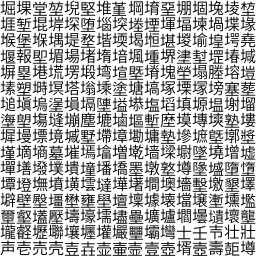 堀堁堂堃堄堅堆堇堈堉堊堋堌堍堎堏
堐堑堒堓堔堕堖堗堘堙堚堛堜堝堞堟
堠堡堢堣堤堥堦堧堨堩堪堫堬堭堮堯
堰報堲堳場堵堶堷堸堹堺堻堼堽堾堿
塀塁塂塃塄塅塆塇塈塉塊塋塌塍塎塏
塐塑塒塓塔塕塖塗塘塙塚塛塜塝塞塟
塠塡塢塣塤塥塦塧塨塩塪填塬塭塮塯
塰塱塲塳塴塵塶塷塸塹塺塻塼塽塾塿
墀墁墂境墄墅墆墇墈墉墊墋墌墍墎墏
墐墑墒墓墔墕墖増墘墙墚墛墜墝增墟
墠墡墢墣墤墥墦墧墨墩墪墫墬墭墮墯
墰墱墲墳墴墵墶墷墸墹墺墻墼墽墾墿
壀壁壂壃壄壅壆壇壈壉壊壋壌壍壎壏
壐壑壒壓壔壕壖壗壘壙壚壛壜壝壞壟
壠壡壢壣壤壥壦壧壨壩壪士壬壭壮壯
声壱売壳壴壵壶壷壸壹壺壻壼壽壾壿